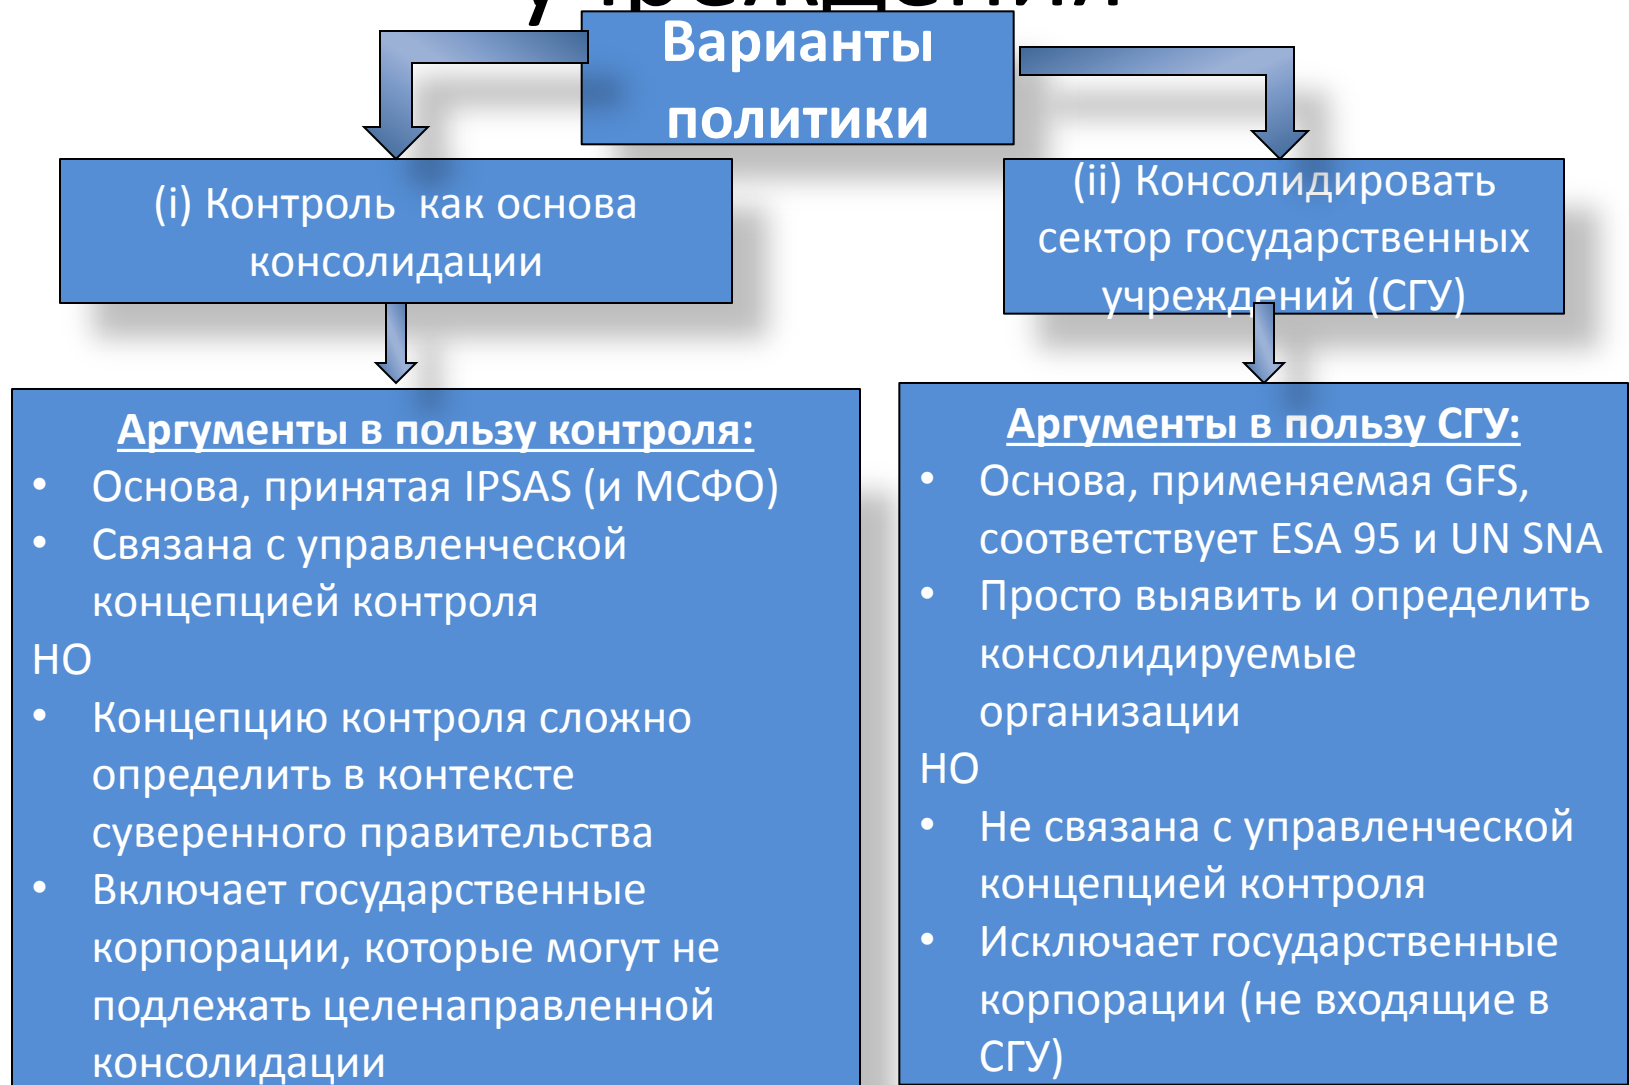 Варианты
политики
(i) Контроль как основа
консолидации
(ii) Консолидировать
сектор государственных
учреждений (СГУ)
Аргументы в пользу контроля:
• Основа, принятая IPSAS (и МСФО)
• Связана с управленческой
концепцией контроля
НО
• Концепцию контроля сложно
определить в контексте
суверенного правительства
• Включает государственные
корпорации, которые могут не
подлежать целенаправленной
консолидации
Аргументы в пользу СГУ:
• Основа, применяемая GFS,
соответствует ESA 95 и UN SNA
• Просто выявить и определить
консолидируемые
организации
НО
• Не связана с управленческой
концепцией контроля
• Исключает государственные
корпорации (не входящие в
СГУ)